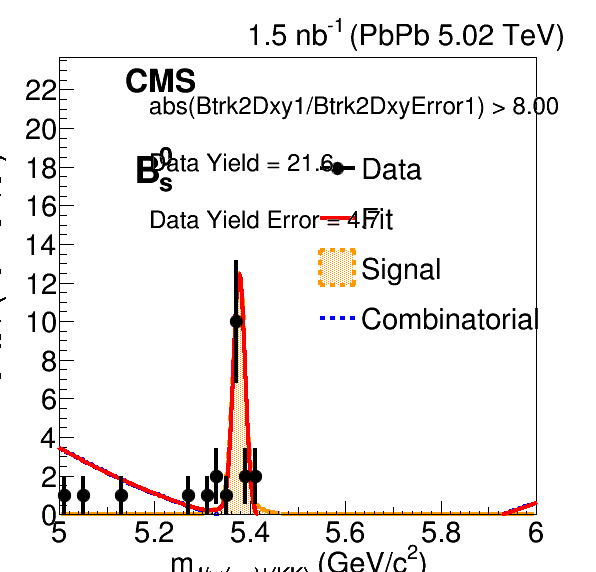 1.5 nb-1 (PbPb 5.02 TeV)
CMS
abs(Btrk2Dxy1/Btrk2DxyError1) > 8.00
B0s
Data Yield = 21.6
Data Yield Error = 4.7
Data
Fit
Signal
Combinatorial
22
20
18
16
14
12
10
8
6
4
2
0
5 5.2 5.4 5.6 5.8 6
(GeV/c2)